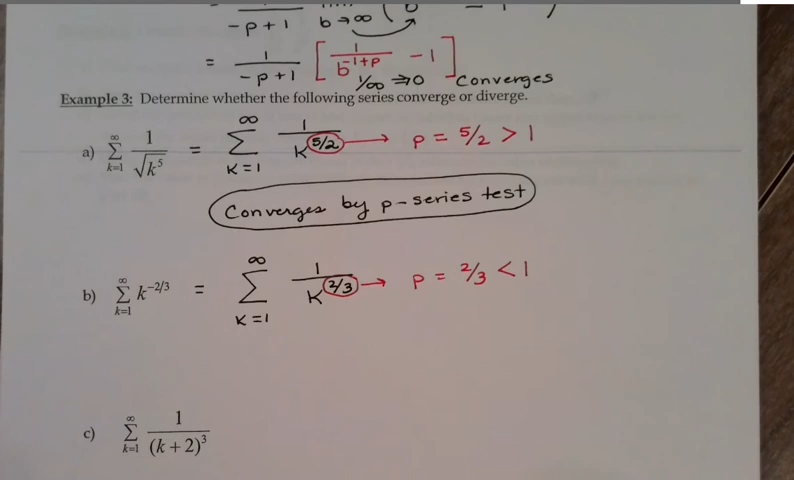 -p+1 b→∞
= 1/(-p+1) [1/b^(-1+p) - 1]
1/∞ ⇒ 0 Converges
Example 3: Determine whether the following series converge or diverge.
a) ∑_{k=1}^{∞} 1/√(k^5) = ∑_{K=1}^{∞} 1/K^(5/2) → p = 5/2 > 1
Converges by p-series test
b) ∑_{k=1}^{∞} k^(-2/3) = ∑_{K=1}^{∞} 1/K^(2/3) → p = 2/3 < 1
c) ∑_{k=1}^{∞} 1/(k+2)^3